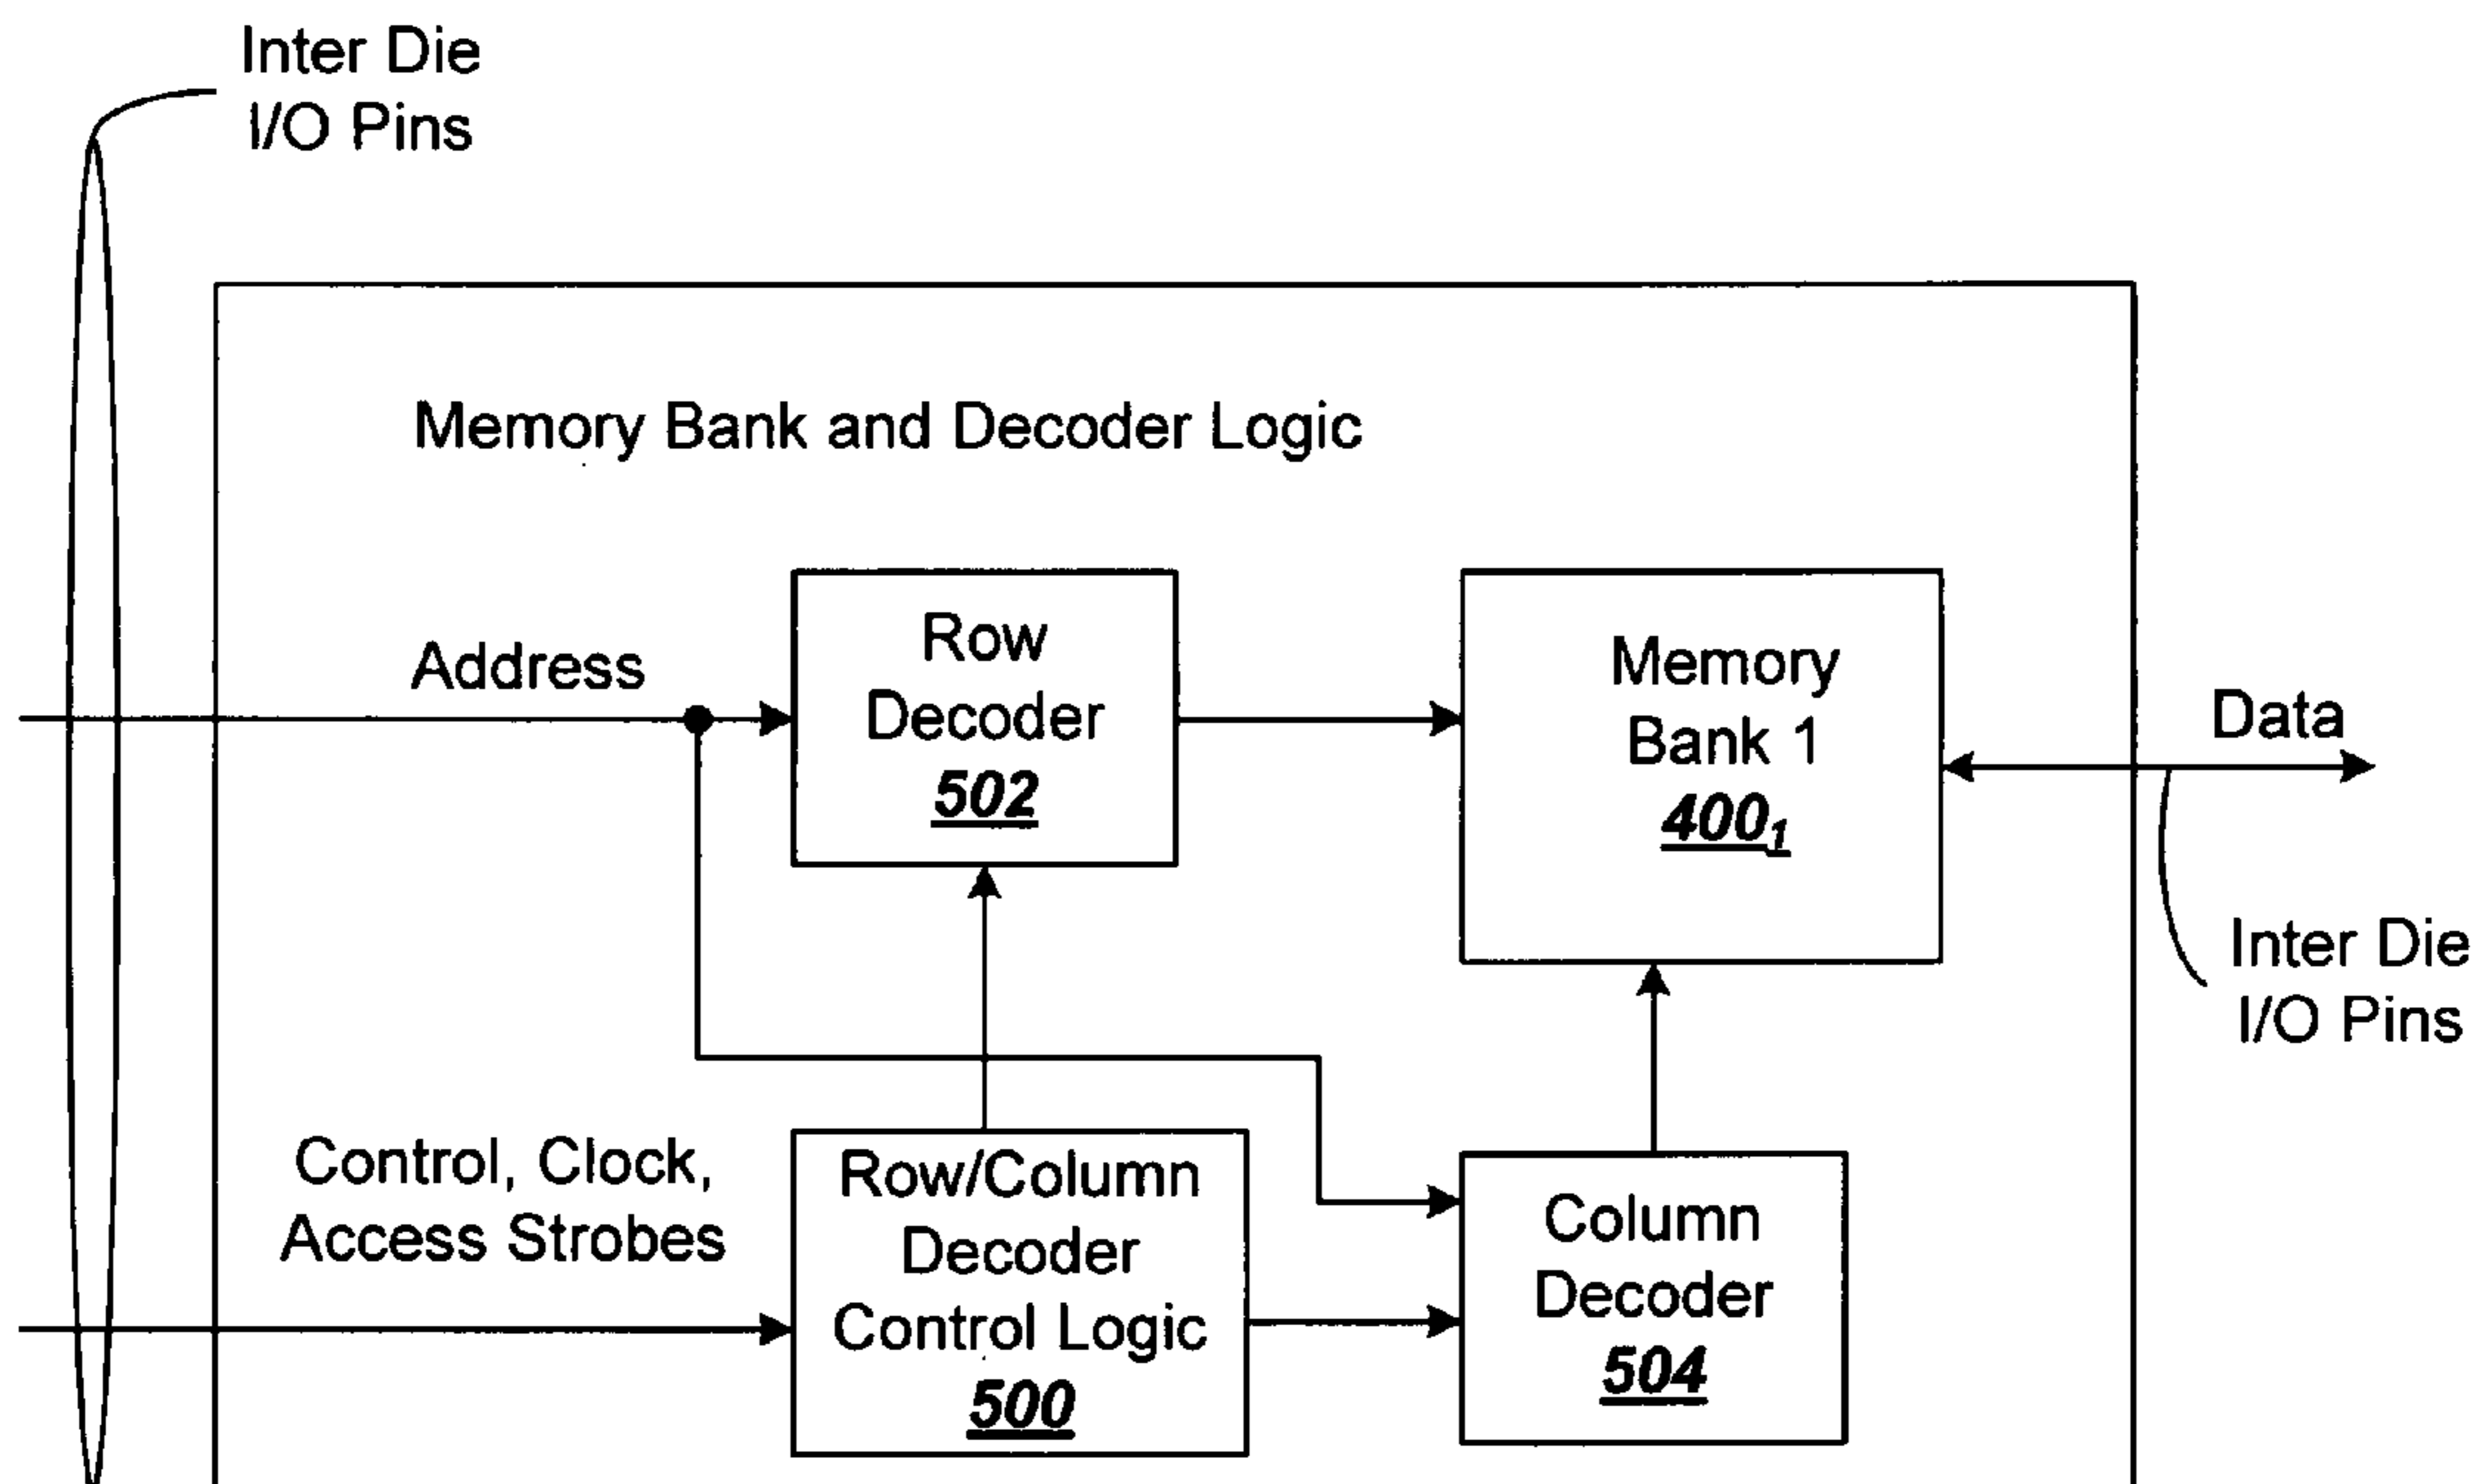 Inter Die
I/O Pins
Memory Bank and Decoder Logic
Address
Row
Decoder
502
Memory
Bank 1
400₁
Data
Inter Die
I/O Pins
Control, Clock,
Access Strobes
Row/Column
Decoder
Control Logic
500
Column
Decoder
504